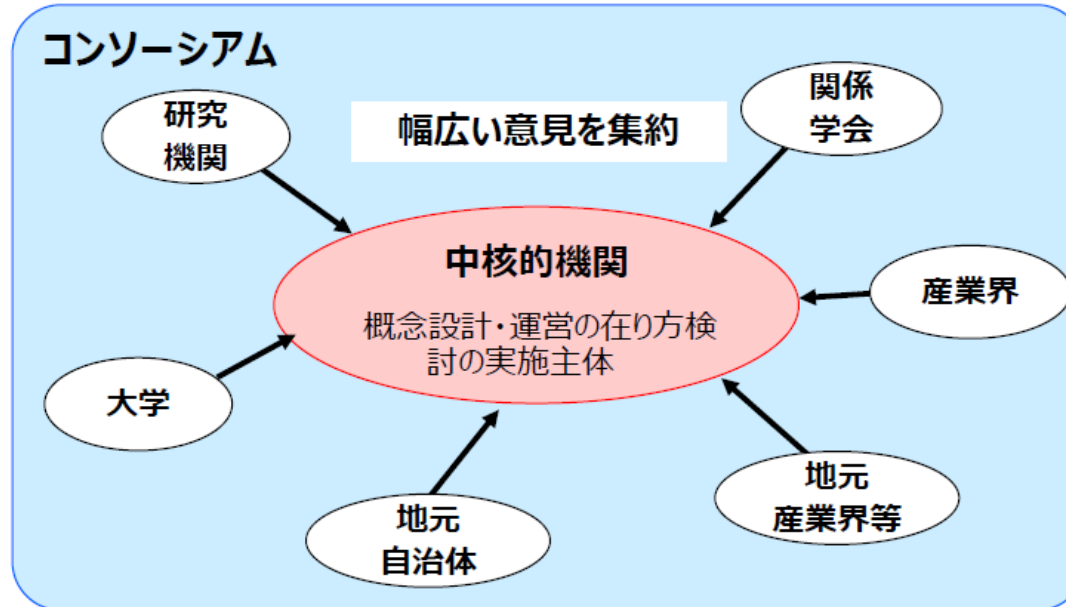 コンソーシアム
研究
機関
幅広い意見を集約
関係
学会
中核的機関
概念設計・運営の在り方検
討の実施主体
産業界
大学
地元
自治体
地元
産業界等